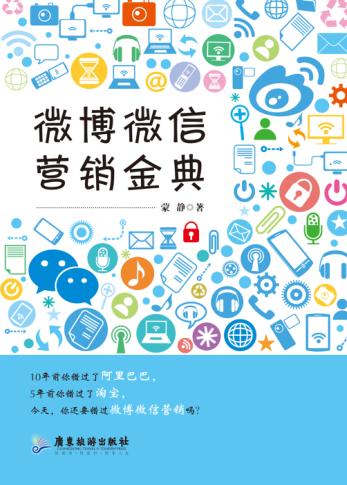 微博微信
营销金典
蒙 静 著
10年前你错过了阿里巴巴，
5年前你错过了淘宝，
今天，你还要错过微博微信营销吗？
廣東旅游出版社